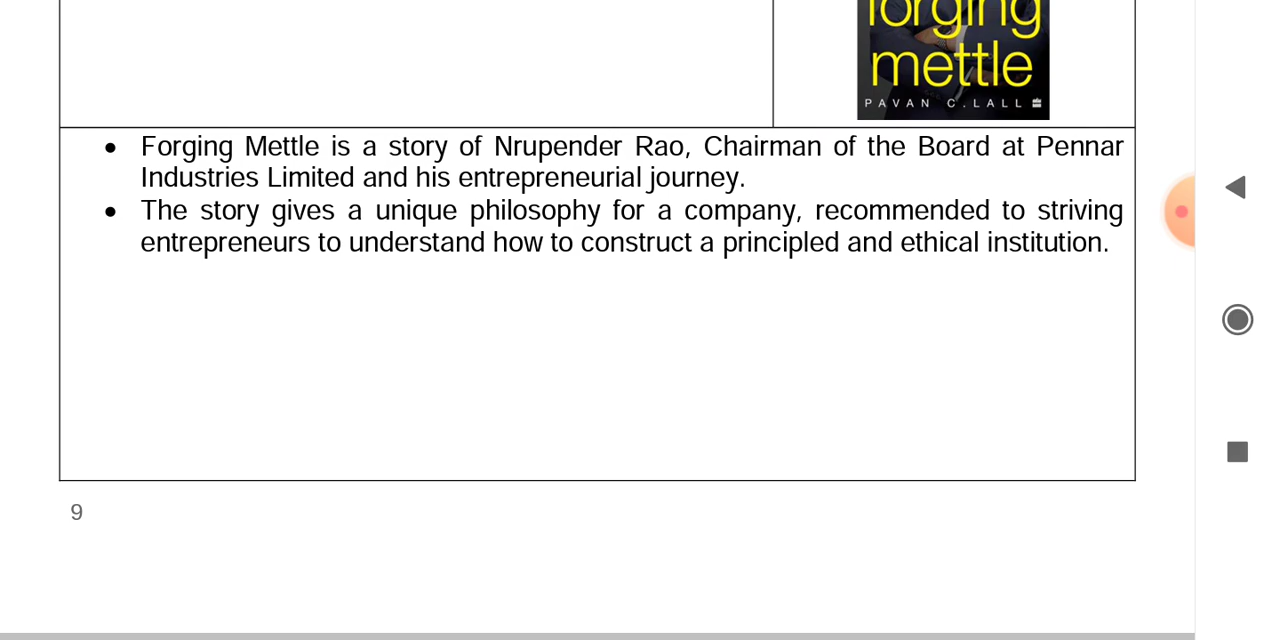 forging
mettle
PAVAN C.LALL
• Forging Mettle is a story of Nrupender Rao, Chairman of the Board at Pennar
Industries Limited and his entrepreneurial journey.
• The story gives a unique philosophy for a company, recommended to striving
entrepreneurs to understand how to construct a principled and ethical institution.
9